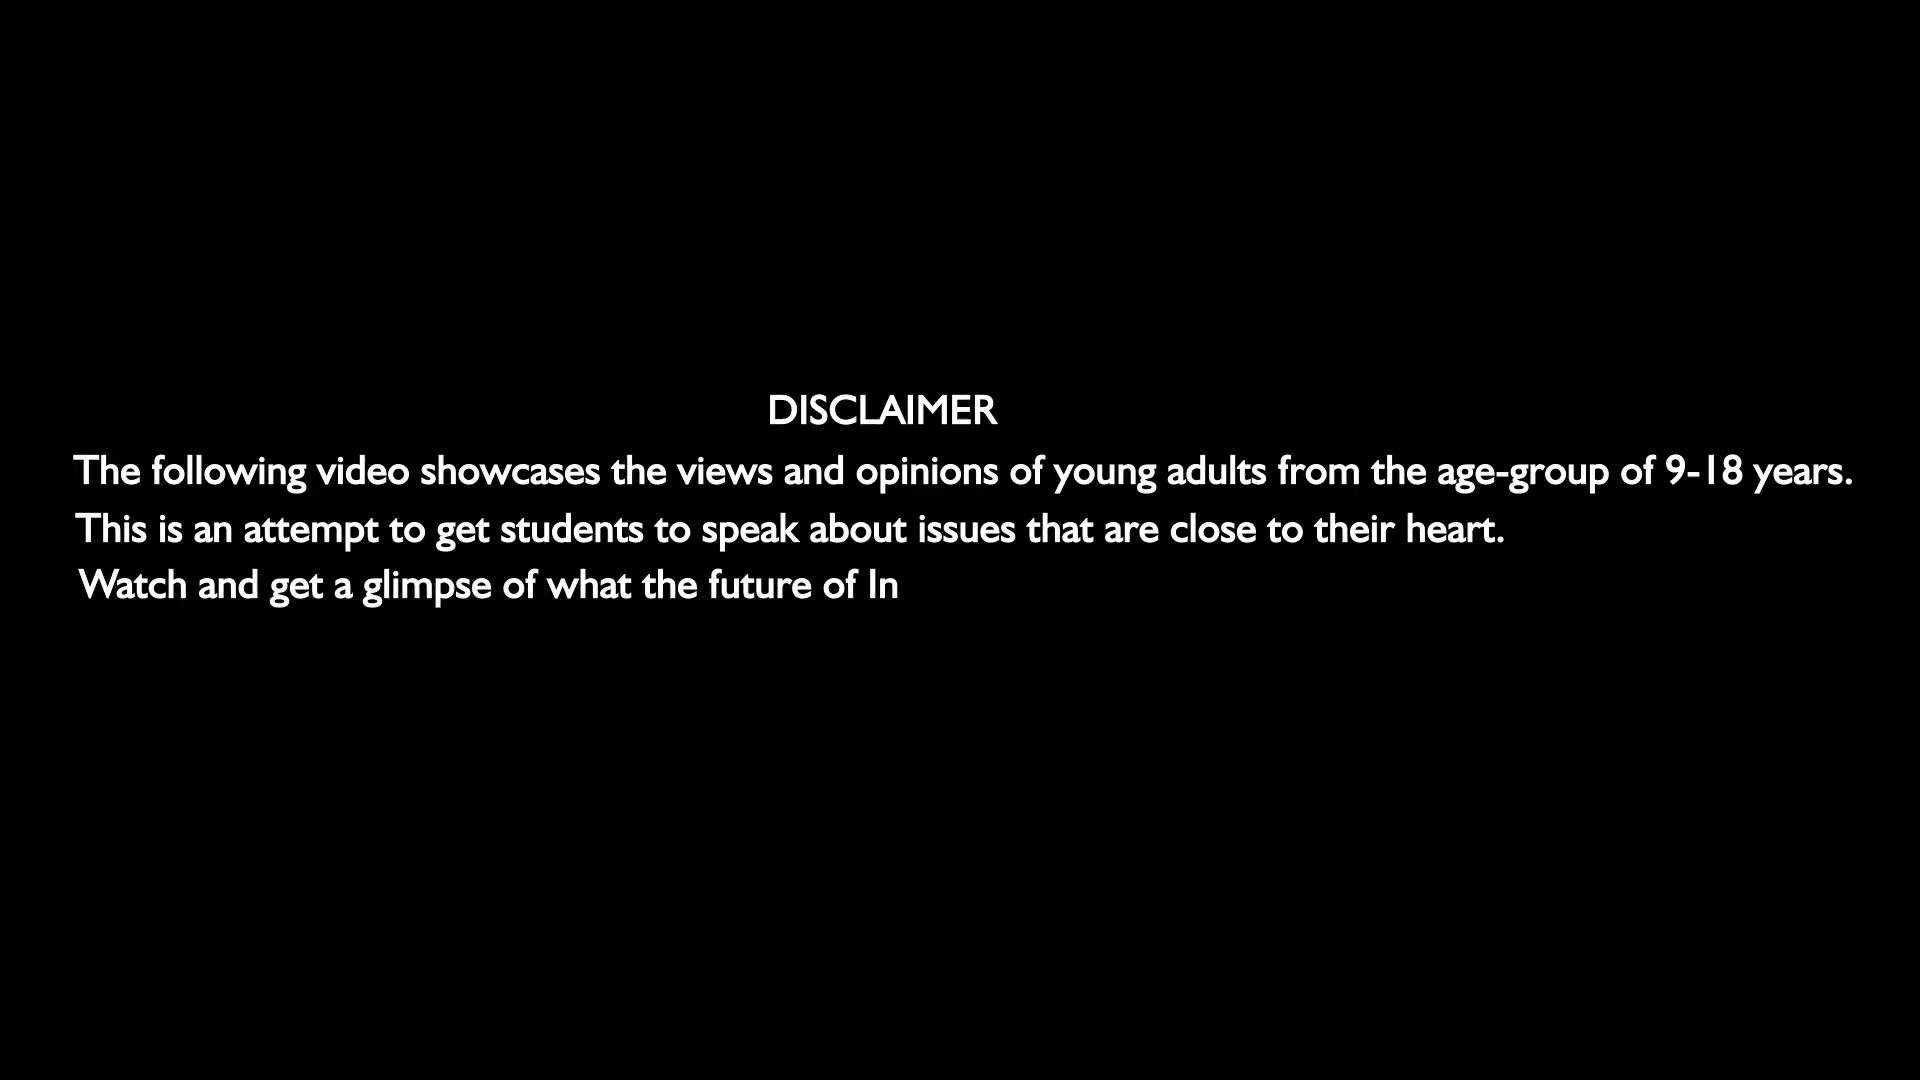 DISCLAIMER
The following video showcases the views and opinions of young adults from the age-group of 9-18 years.
This is an attempt to get students to speak about issues that are close to their heart.
Watch and get a glimpse of what the future of In